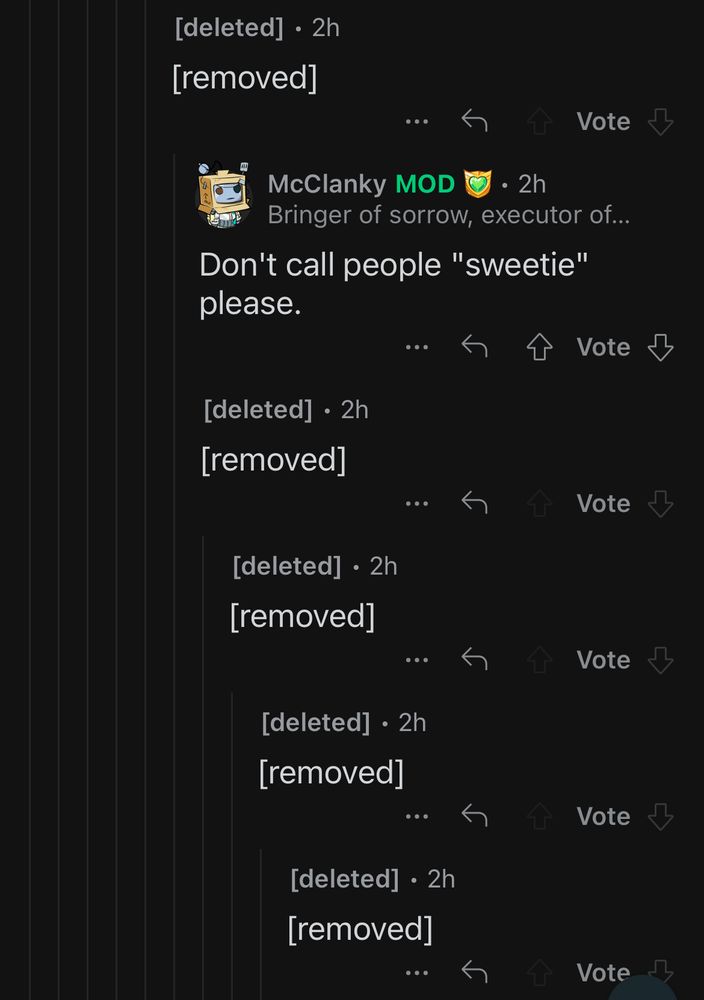 [deleted] • 2h
[removed]
Vote
McClanky MOD • 2h
Bringer of sorrow, executor of...
Don't call people "sweetie"
please.
Vote
[deleted] • 2h
[removed]
Vote
[deleted] • 2h
[removed]
Vote
[deleted] • 2h
[removed]
Vote
[deleted] • 2h
[removed]
Vote